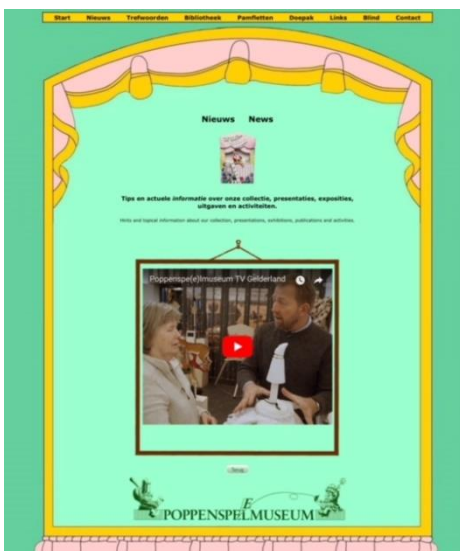 Start Nieuws Trefwoorden Bibliotheek Pamfletten Doepak Links Blind Contact
Nieuws News
Tips en actuele informatie over onze collectie, presentaties, exposities,
uitgaven en activiteiten.
Hints and topical information about our collection, presentations, exhibitions, publications and activities.
Poppenspe(e)lmuseum TV Gelderland
Terug
E
POPPENSPELMUSEUM